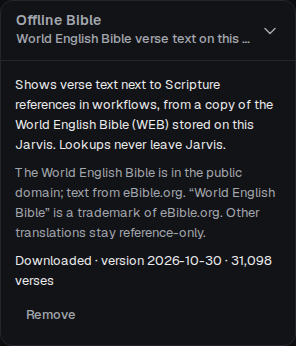 Offline Bible
World English Bible verse text on this ...
Shows verse text next to Scripture
references in workflows, from a copy of the
World English Bible (WEB) stored on this
Jarvis. Lookups never leave Jarvis.
The World English Bible is in the public
domain; text from eBible.org. “World English
Bible” is a trademark of eBible.org. Other
translations stay reference-only.
Downloaded · version 2026-10-30 · 31,098
verses
Remove